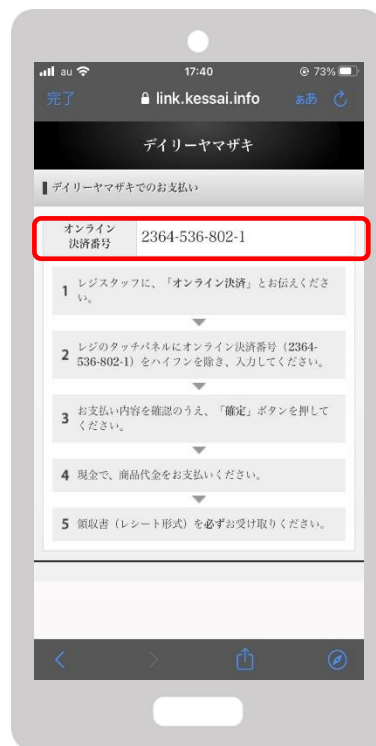 au 17:40 73%
完了 link.kessai.info ぁあ
デイリーヤマザキ
デイリーヤマザキでのお支払い
オンライン
決済番号 2364-536-802-1
1 レジスタッフに、「オンライン決済」とお伝えくださ
い。
2 レジのタッチパネルにオンライン決済番号（2364-
536-802-1）をハイフンを除き、入力してください。
3 お支払い内容を確認のうえ、「確定」ボタンを押して
ください。
4 現金で、商品代金をお支払いください。
5 領収書（レシート形式）を必ずお受け取りください。